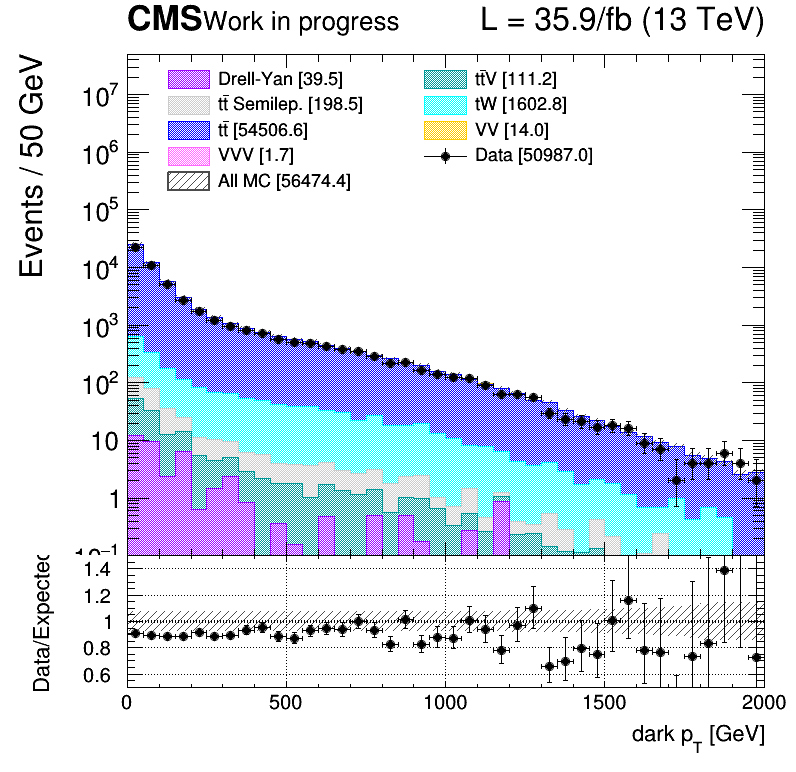 CMS Work in progress L = 35.9/fb (13 TeV)
Events / 50 GeV
Drell-Yan [39.5]
tt̄ Semilep. [198.5]
tt̄ [54506.6]
VVV [1.7]
All MC [56474.4]
tt̄V [111.2]
tW [1602.8]
VV [14.0]
Data [50987.0]
10⁷
10⁶
10⁵
10⁴
10³
10²
10
1
10⁻¹
Data/Expected
1.4
1.2
1
0.8
0.6
0 500 1000 1500 2000
dark p_T [GeV]